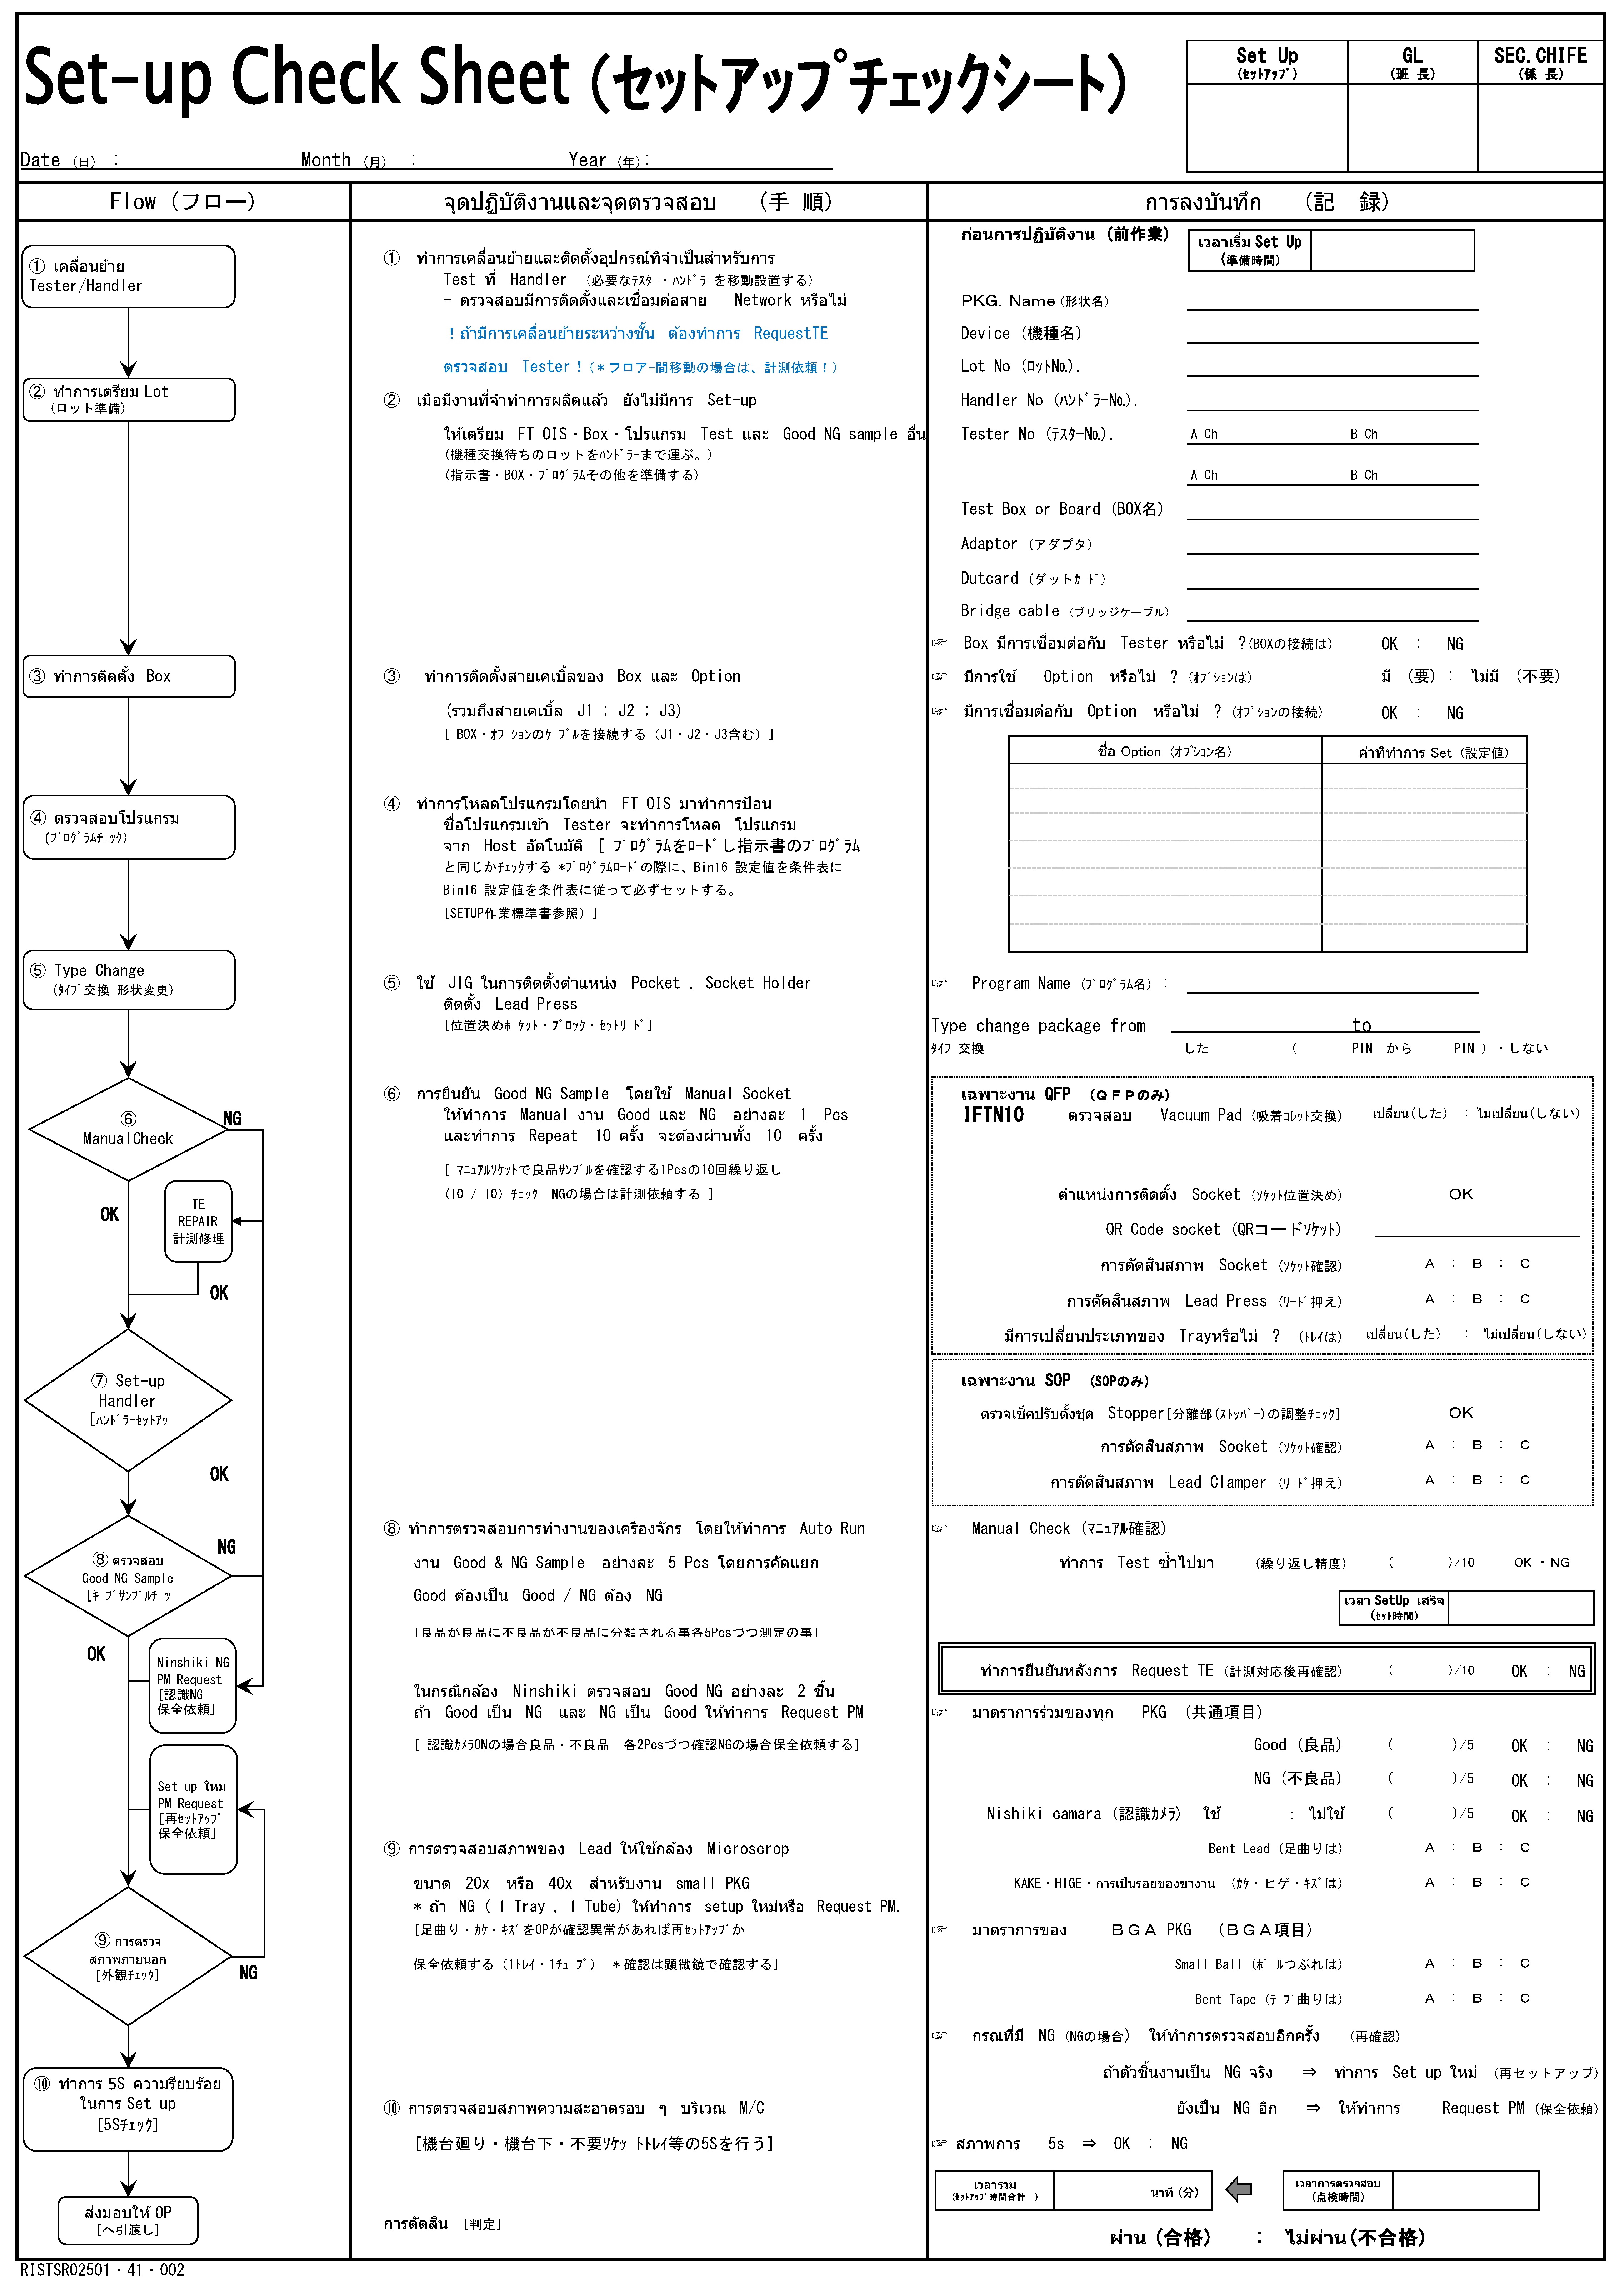 Set-up Check Sheet (セットアップチェックシート)
Set Up
(ｾｯﾄｱｯﾌﾟ)
GL
(班 長)
SEC.CHIFE
(係 長)
Date (日) :
Month (月) :
Year (年):
Flow (フロー)
จุดปฏิบัติงานและจุดตรวจสอบ (手 順)
การลงบันทึก (記 録)
① เคลื่อนย้าย
Tester/Handler
② ทำการเตรียม Lot
(ロット準備)
③ ทำการติดตั้ง Box
④ ตรวจสอบโปรแกรม
(ﾌﾟﾛｸﾞﾗﾑﾁｪｯｸ)
⑤ Type Change
(ﾀｲﾌﾟ交換 形状変更)
⑥
ManualCheck
NG
OK
TE
REPAIR
計測修理
OK
⑦ Set-up
Handler
[ﾊﾝﾄﾞﾗｰｾｯﾄｱｯ
OK
⑧ ตรวจสอบ
Good NG Sample
[ｷｰﾌﾟｻﾝﾌﾟﾙﾁｪｯ
NG
OK
Ninshiki NG
PM Request
[認識NG
保全依頼]
Set up ใหม่
PM Request
[再ｾｯﾄｱｯﾌﾟ
保全依頼]
⑨ การตรวจ
สภาพภายนอก
[外観ﾁｪｯｸ]
NG
⑩ ทำการ 5S ความเรียบร้อย
ในการ Set up
[5Sﾁｪｯｸ]
ส่งมอบให้ OP
[へ引渡し]
① ทำการเคลื่อนย้ายและติดตั้งอุปกรณ์ที่จำเป็นสำหรับการ
Test ที่ Handler (必要なﾃｽﾀｰ・ﾊﾝﾄﾞﾗｰを移動設置する)
- ตรวจสอบมีการติดตั้งและเชื่อมต่อสาย Network หรือไม่
! ถ้ามีการเคลื่อนย้ายระหว่างชั้น ต้องทำการ RequestTE
ตรวจสอบ Tester ! (＊フロアｰ間移動の場合は、計測依頼！)
② เมื่อมีงานที่จำทำการผลิตแล้ว ยังไม่มีการ Set-up
ให้เตรียม FT OIS・Box・โปรแกรม Test และ Good NG sample อื่น
(機種交換待ちのロットをﾊﾝﾄﾞﾗｰまで運ぶ。)
(指示書・BOX・ﾌﾟﾛｸﾞﾗﾑその他を準備する)
③ ทำการติดตั้งสายเคเบิ้ลของ Box และ Option
(รวมถึงสายเคเบิ้ล J1 ; J2 ; J3)
[ BOX・ｵﾌﾟｼｮﾝのｹｰﾌﾞﾙを接続する (J1・J2・J3含む) ]
④ ทำการโหลดโปรแกรมโดยนำ FT OIS มาทำการป้อน
ชื่อโปรแกรมเข้า Tester จะทำการโหลด โปรแกรม
จาก Host อัตโนมัติ [ ﾌﾟﾛｸﾞﾗﾑをﾛｰﾄﾞし指示書のﾌﾟﾛｸﾞﾗﾑ
と同じかﾁｪｯｸする *ﾌﾟﾛｸﾞﾗﾑﾛｰﾄﾞの際に、Bin16 設定値を条件表に
Bin16 設定値を条件表に従って必ずセットする。
[SETUP作業標準書参照) ]
⑤ ใช้ JIG ในการติดตั้งตำแหน่ง Pocket , Socket Holder
ติดตั้ง Lead Press
[位置決めﾎﾟｹｯﾄ・ﾌﾞﾛｯｸ・ｾｯﾄﾘｰﾄﾞ]
⑥ การยืนยัน Good NG Sample โดยใช้ Manual Socket
ให้ทำการ Manual งาน Good และ NG อย่างละ 1 Pcs
และทำการ Repeat 10 ครั้ง จะต้องผ่านทั้ง 10 ครั้ง
[ ﾏﾆｭｱﾙｿｹｯﾄで良品ｻﾝﾌﾟﾙを確認する1Pcsの10回繰り返し
(10 / 10) ﾁｪｯｸ NGの場合は計測依頼する ]
⑧ ทำการตรวจสอบการทำงานของเครื่องจักร โดยให้ทำการ Auto Run
งาน Good & NG Sample อย่างละ 5 Pcs โดยการคัดแยก
Good ต้องเป็น Good / NG ต้อง NG
[良品が良品に不良品が不良品に分類される事各5Pcsづつ測定の事]
ในกรณีกล้อง Ninshiki ตรวจสอบ Good NG อย่างละ 2 ชิ้น
ถ้า Good เป็น NG และ NG เป็น Good ให้ทำการ Request PM
[ 認識ｶﾒﾗONの場合良品・不良品 各2Pcsづつ確認NGの場合保全依頼する]
⑨ การตรวจสอบสภาพของ Lead ให้ใช้กล้อง Microscrop
ขนาด 20x หรือ 40x สำหรับงาน small PKG
* ถ้า NG ( 1 Tray , 1 Tube) ให้ทำการ setup ใหม่หรือ Request PM.
[足曲り・ｶｹ・ｷｽﾞをOPが確認異常があれば再ｾｯﾄｱｯﾌﾟか
保全依頼する (1ﾄﾚｲ・1ﾁｭｰﾌﾞ) ＊確認は顕微鏡で確認する]
⑩ การตรวจสอบสภาพความสะอาดรอบ ๆ บริเวณ M/C
[機台廻り・機台下・不要ｿｹｯ ﾄﾄﾚｲ等の5Sを行う]
การตัดสิน [判定]
ก่อนการปฏิบัติงาน (前作業)
เวลาเริ่ม Set Up
(準備時間)
PKG. Name (形状名)
Device (機種名)
Lot No (ﾛｯﾄNo.).
Handler No (ﾊﾝﾄﾞﾗｰNo.).
Tester No (ﾃｽﾀｰNo.). A Ch B Ch
A Ch B Ch
Test Box or Board (BOX名)
Adaptor (アダプタ)
Dutcard (ダットｶｰﾄﾞ)
Bridge cable (ブリッジケーブル)
☞ Box มีการเชื่อมต่อกับ Tester หรือไม่ ?(BOXの接続は) OK : NG
☞ มีการใช้ Option หรือไม่ ? (ｵﾌﾟｼｮﾝは) มี (要) : ไม่มี (不要)
☞ มีการเชื่อมต่อกับ Option หรือไม่ ? (ｵﾌﾟｼｮﾝの接続) OK : NG
ชื่อ Option (ｵﾌﾟｼｮﾝ名) ค่าที่ทำการ Set (設定値)
☞ Program Name (ﾌﾟﾛｸﾞﾗﾑ名) :
Type change package from to
ﾀｲﾌﾟ交換 した ( PIN から PIN ) ・しない
เฉพาะงาน QFP (ＱＦＰのみ)
IFTN10 ตรวจสอบ Vacuum Pad (吸着ｺﾚｯﾄ交換) เปลี่ยน(した) : ไม่เปลี่ยน(しない)
ตำแหน่งการติดตั้ง Socket (ｿｹｯﾄ位置決め) OK
QR Code socket (QRコードｿｹｯﾄ)
การตัดสินสภาพ Socket (ｿｹｯﾄ確認) A : B : C
การตัดสินสภาพ Lead Press (ﾘｰﾄﾞ押え) A : B : C
มีการเปลี่ยนประเภทของ Trayหรือไม่ ? (ﾄﾚｲは) เปลี่ยน(した) : ไม่เปลี่ยน(しない)
เฉพาะงาน SOP (SOPのみ)
ตรวจเช็คปรับตั้งชุด Stopper[分離部(ｽﾄｯﾊﾟｰ)の調整ﾁｪｯｸ] OK
การตัดสินสภาพ Socket (ｿｹｯﾄ確認) A : B : C
การตัดสินสภาพ Lead Clamper (ﾘｰﾄﾞ押え) A : B : C
☞ Manual Check (ﾏﾆｭｱﾙ確認)
ทำการ Test ซ้ำไปมา (繰り返し精度) ( )/10 OK ・NG
เวลา SetUp เสร็จ
(ｾｯﾄ時間)
ทำการยืนยันหลังการ Request TE (計測対応後再確認) ( )/10 OK : NG
☞ มาตราการร่วมของทุก PKG (共通項目)
Good (良品) ( )/5 OK : NG
NG (不良品) ( )/5 OK : NG
Nishiki camara (認識ｶﾒﾗ) ใช้ : ไม่ใช้ ( )/5 OK : NG
Bent Lead (足曲りは) A : B : C
KAKE・HIGE・การเป็นรอยของขางาน (ｶｹ・ヒゲ・ｷｽﾞは) A : B : C
☞ มาตราการของ ＢＧＡ PKG (ＢＧＡ項目)
Small Ball (ﾎﾞｰﾙつぶれは) A : B : C
Bent Tape (ﾃｰﾌﾟ曲りは) A : B : C
☞ กรณที่มี NG (NGの場合) ให้ทำการตรวจสอบอีกครั้ง (再確認)
ถ้าตัวชิ้นงานเป็น NG จริง ⇒ ทำการ Set up ใหม่ (再セットアップ)
ยังเป็น NG อีก ⇒ ให้ทำการ Request PM (保全依頼)
☞ สภาพการ 5s ⇒ OK : NG
เวลารวม
(ｾｯﾄｱｯﾌﾟ時間合計 )
นาที (分)
เวลาการตรวจสอบ
(点検時間)
ผ่าน (合格) : ไม่ผ่าน(不合格)
RISTSR02501・41・002